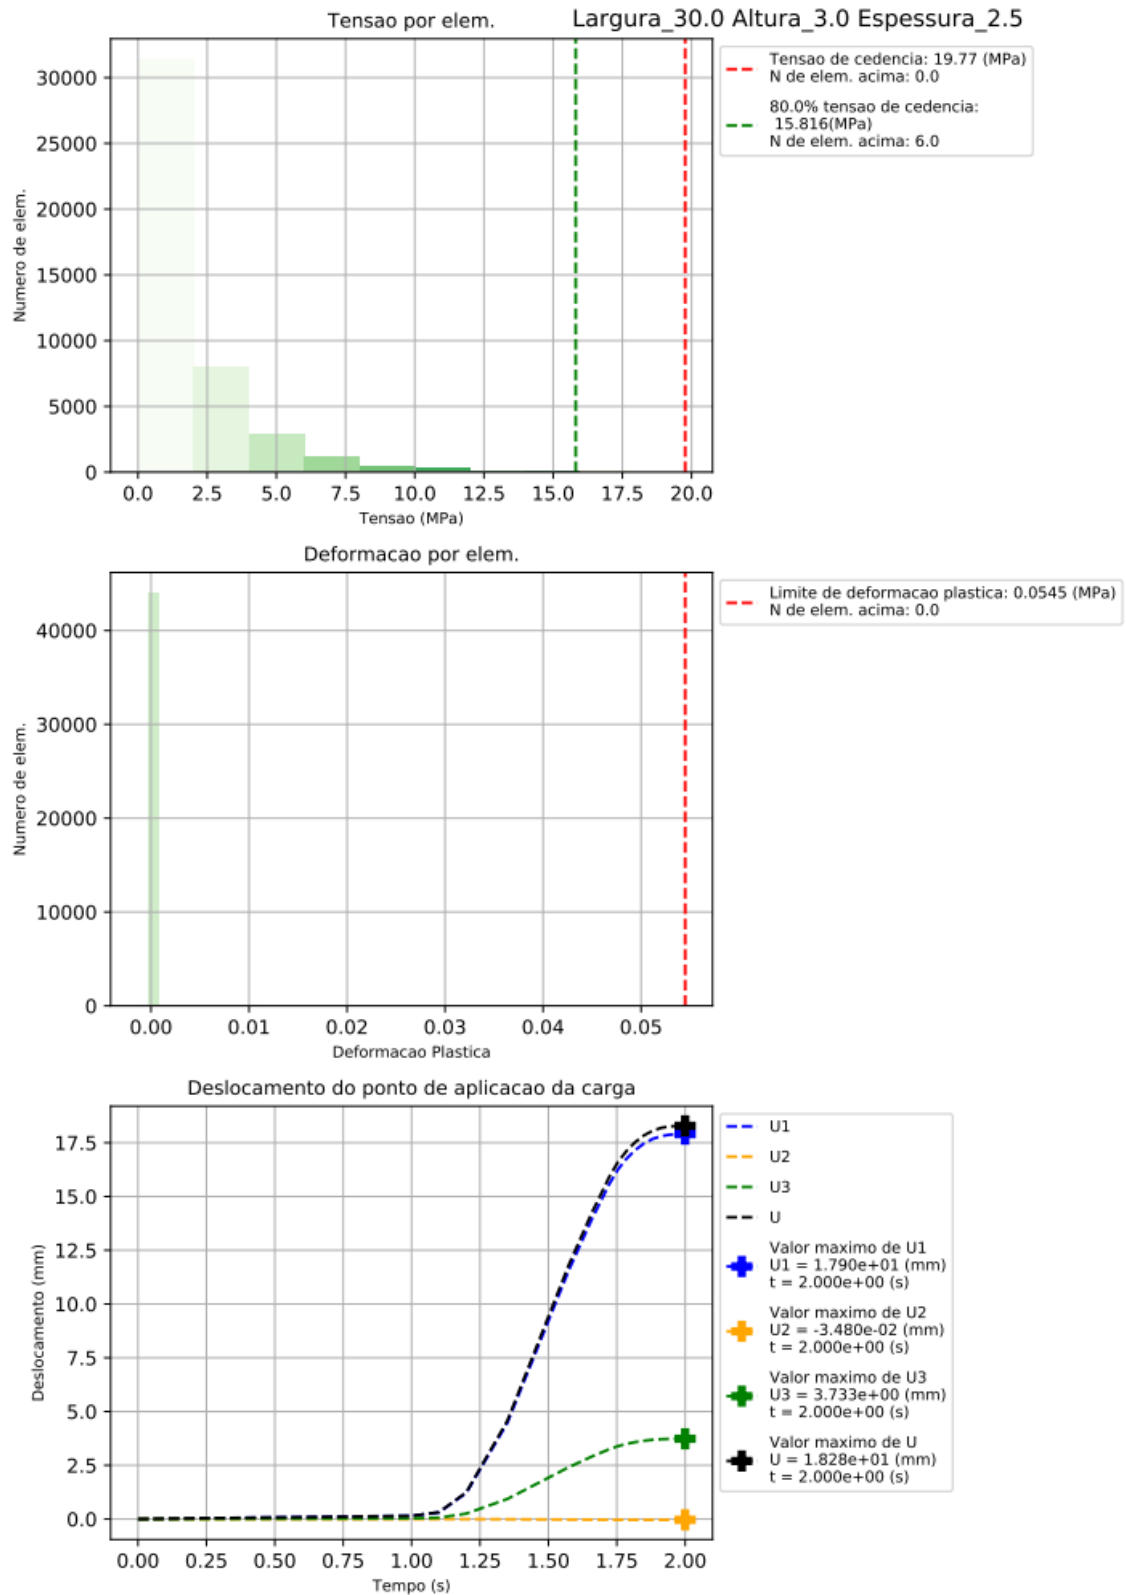 Tensao por elem.
Largura_30.0 Altura_3.0 Espessura_2.5
Numero de elem.
30000
25000
20000
15000
10000
5000
0
0.0 2.5 5.0 7.5 10.0 12.5 15.0 17.5 20.0
Tensao (MPa)
Tensao de cedencia: 19.77 (MPa)
N de elem. acima: 0.0
80.0% tensao de cedencia:
15.816(MPa)
N de elem. acima: 6.0
Deformacao por elem.
Numero de elem.
40000
30000
20000
10000
0
0.00 0.01 0.02 0.03 0.04 0.05
Deformacao Plastica
Limite de deformacao plastica: 0.0545 (MPa)
N de elem. acima: 0.0
Deslocamento do ponto de aplicacao da carga
Deslocamento (mm)
17.5
15.0
12.5
10.0
7.5
5.0
2.5
0.0
0.00 0.25 0.50 0.75 1.00 1.25 1.50 1.75 2.00
Tempo (s)
U1
U2
U3
U
Valor maximo de U1
U1 = 1.790e+01 (mm)
t = 2.000e+00 (s)
Valor maximo de U2
U2 = -3.480e-02 (mm)
t = 2.000e+00 (s)
Valor maximo de U3
U3 = 3.733e+00 (mm)
t = 2.000e+00 (s)
Valor maximo de U
U = 1.828e+01 (mm)
t = 2.000e+00 (s)